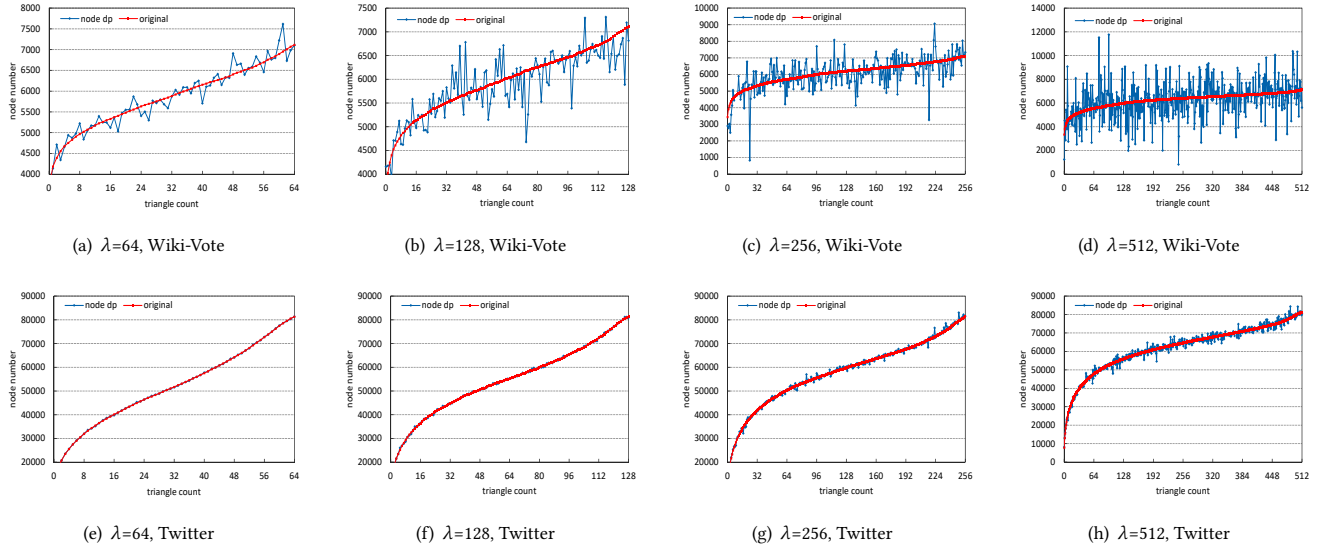 node dp original
8000
7500
7000
6500
6000
5500
5000
4500
4000
node number
0 8 16 24 32 40 48 56 64
triangle count
(a) λ=64, Wiki-Vote
node dp original
7500
7000
6500
6000
5500
5000
4500
4000
node number
0 16 32 48 64 80 96 112 128
triangle count
(b) λ=128, Wiki-Vote
node dp original
10000
9000
8000
7000
6000
5000
4000
3000
2000
1000
0
node number
0 32 64 96 128 160 192 224 256
triangle count
(c) λ=256, Wiki-Vote
node dp original
14000
12000
10000
8000
6000
4000
2000
0
node number
0 64 128 192 256 320 384 448 512
triangle count
(d) λ=512, Wiki-Vote
node dp original
90000
80000
70000
60000
50000
40000
30000
20000
node number
0 8 16 24 32 40 48 56 64
triangle count
(e) λ=64, Twitter
node dp original
90000
80000
70000
60000
50000
40000
30000
20000
node number
0 16 32 48 64 80 96 112 128
triangle count
(f) λ=128, Twitter
node dp original
90000
80000
70000
60000
50000
40000
30000
20000
node number
0 32 64 96 128 160 192 224 256
triangle count
(g) λ=256, Twitter
node dp original
90000
80000
70000
60000
50000
40000
30000
20000
10000
0
node number
0 64 128 192 256 320 384 448 512
triangle count
(h) λ=512, Twitter